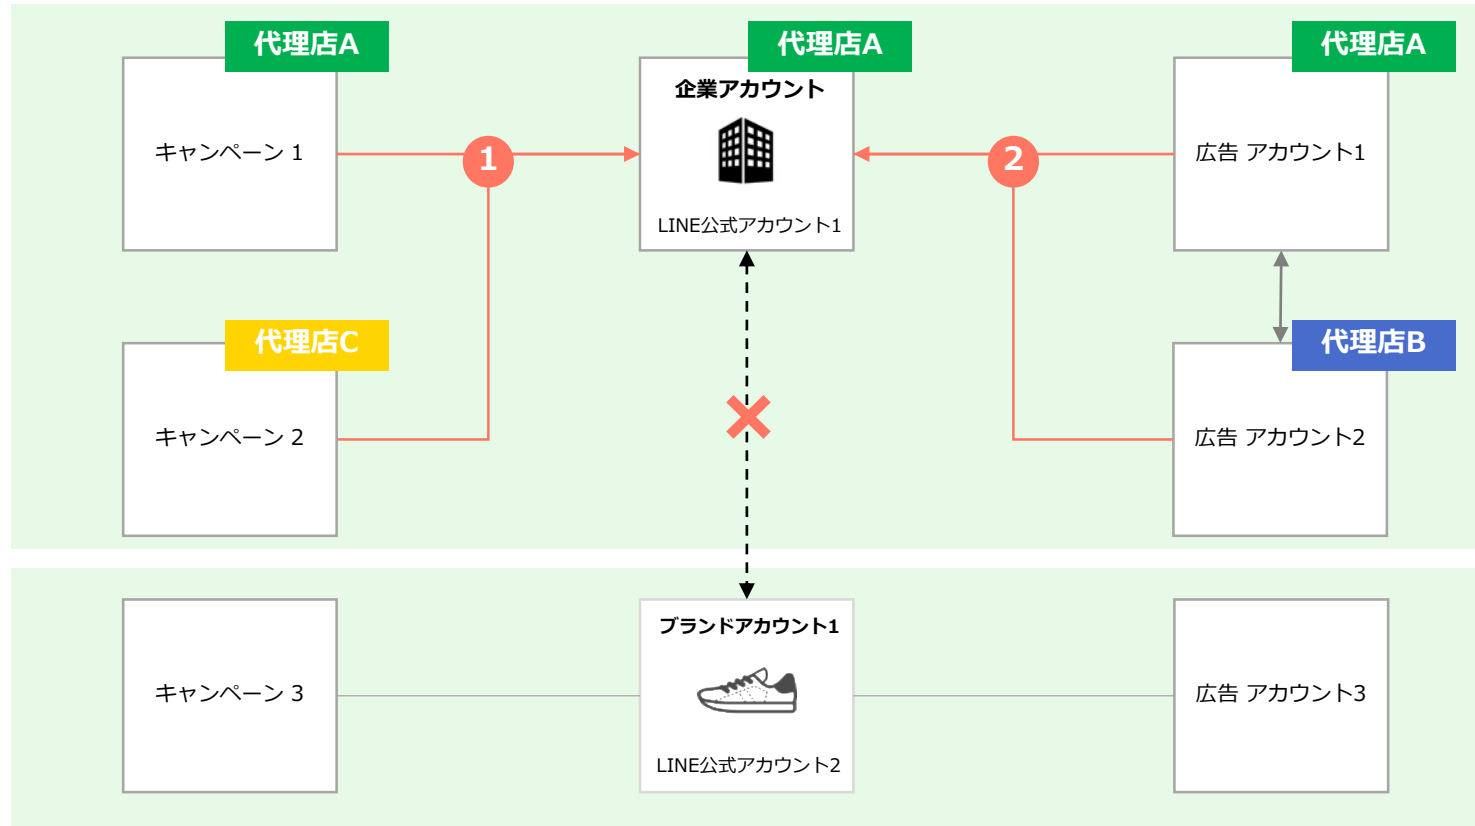 代理店A
代理店A
代理店A
キャンペーン 1
1
企業アカウント
LINE公式アカウント1
2
広告 アカウント1
代理店C
代理店B
キャンペーン 2
広告 アカウント2
キャンペーン 3
ブランドアカウント1
LINE公式アカウント2
広告 アカウント3